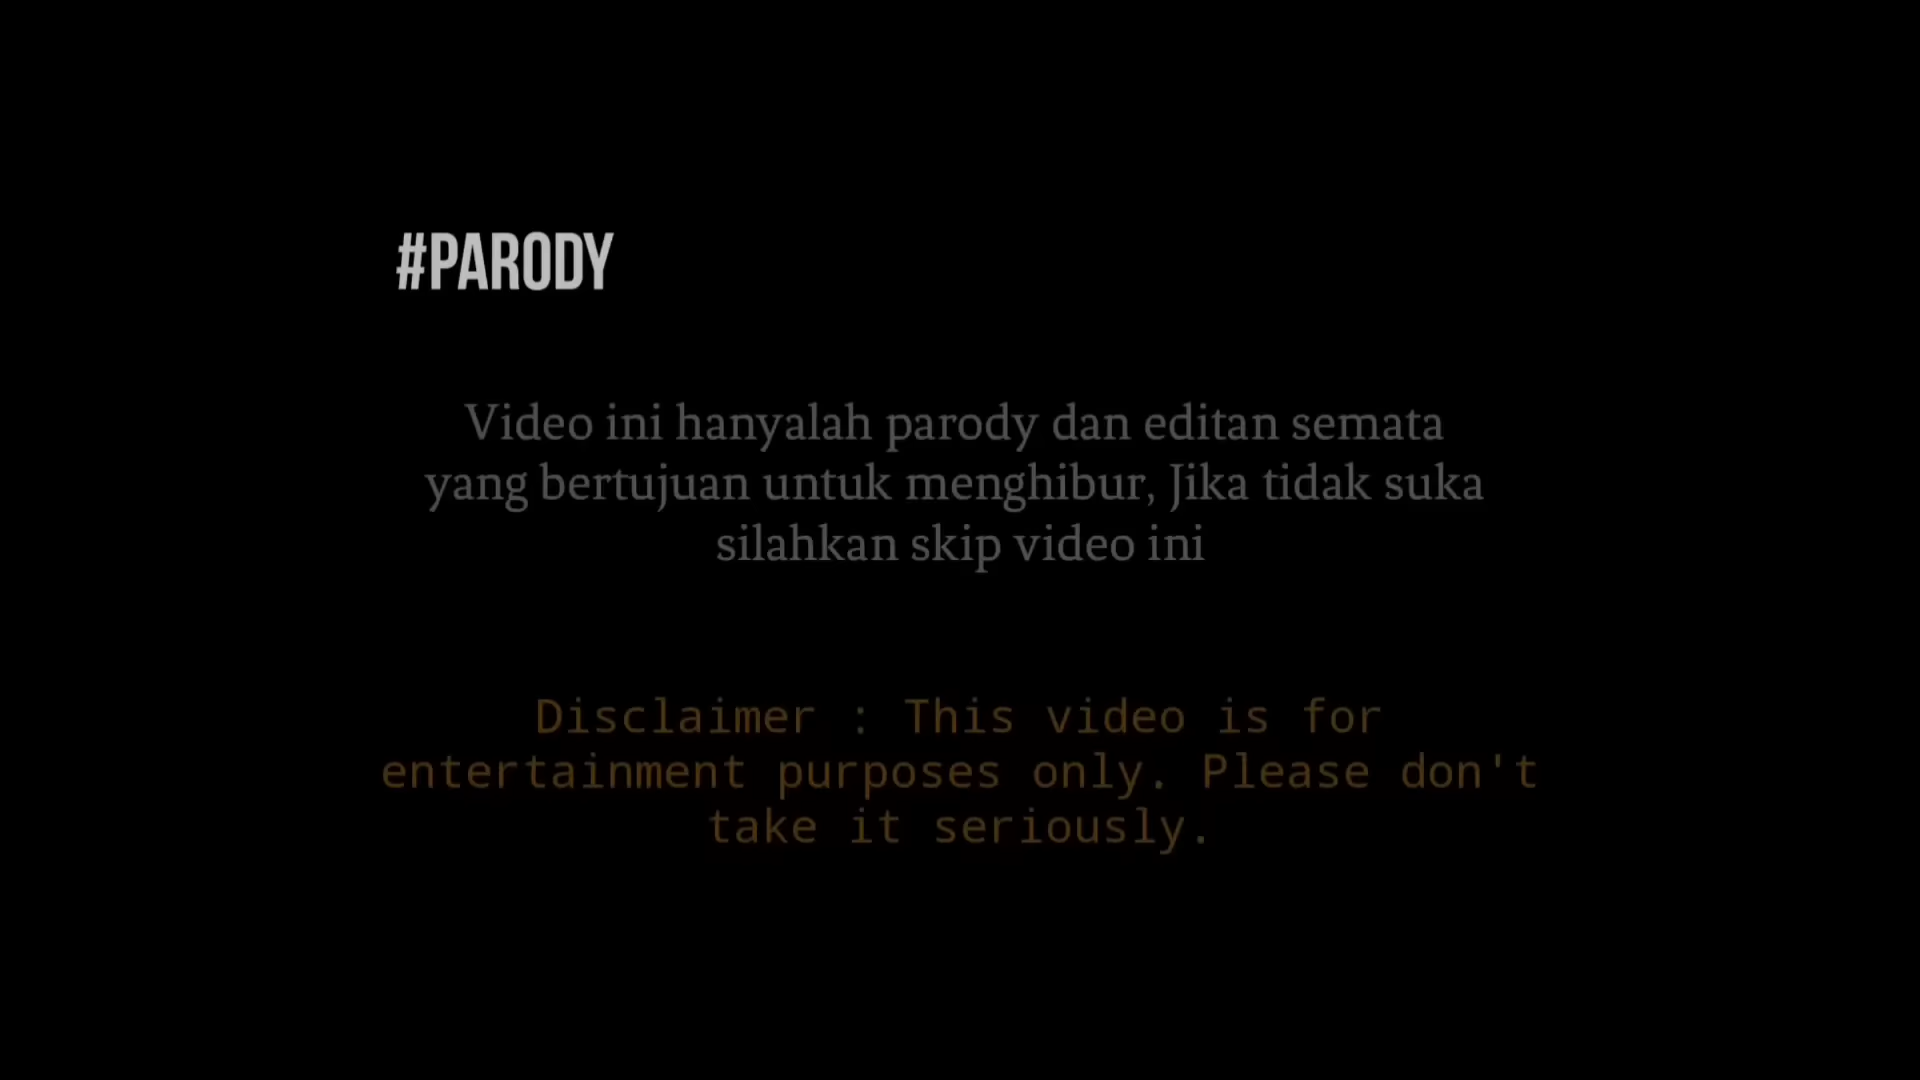 #PARODY
Video ini hanyalah parody dan editan semata
yang bertujuan untuk menghibur, Jika tidak suka
silahkan skip video ini
Disclaimer : This video is for
entertainment purposes only. Please don't
take it seriously.